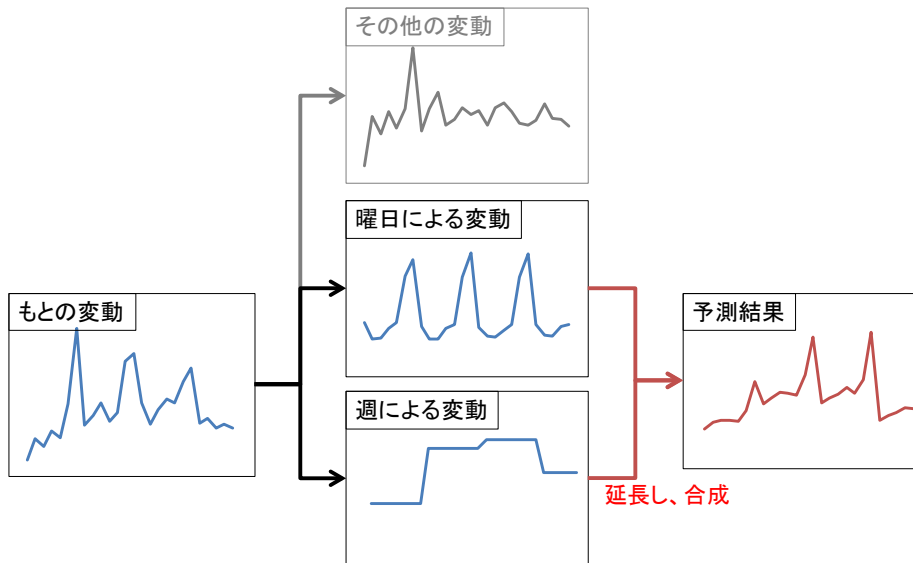 その他の変動
曜日による変動
もとの変動
予測結果
週による変動
延長し、合成